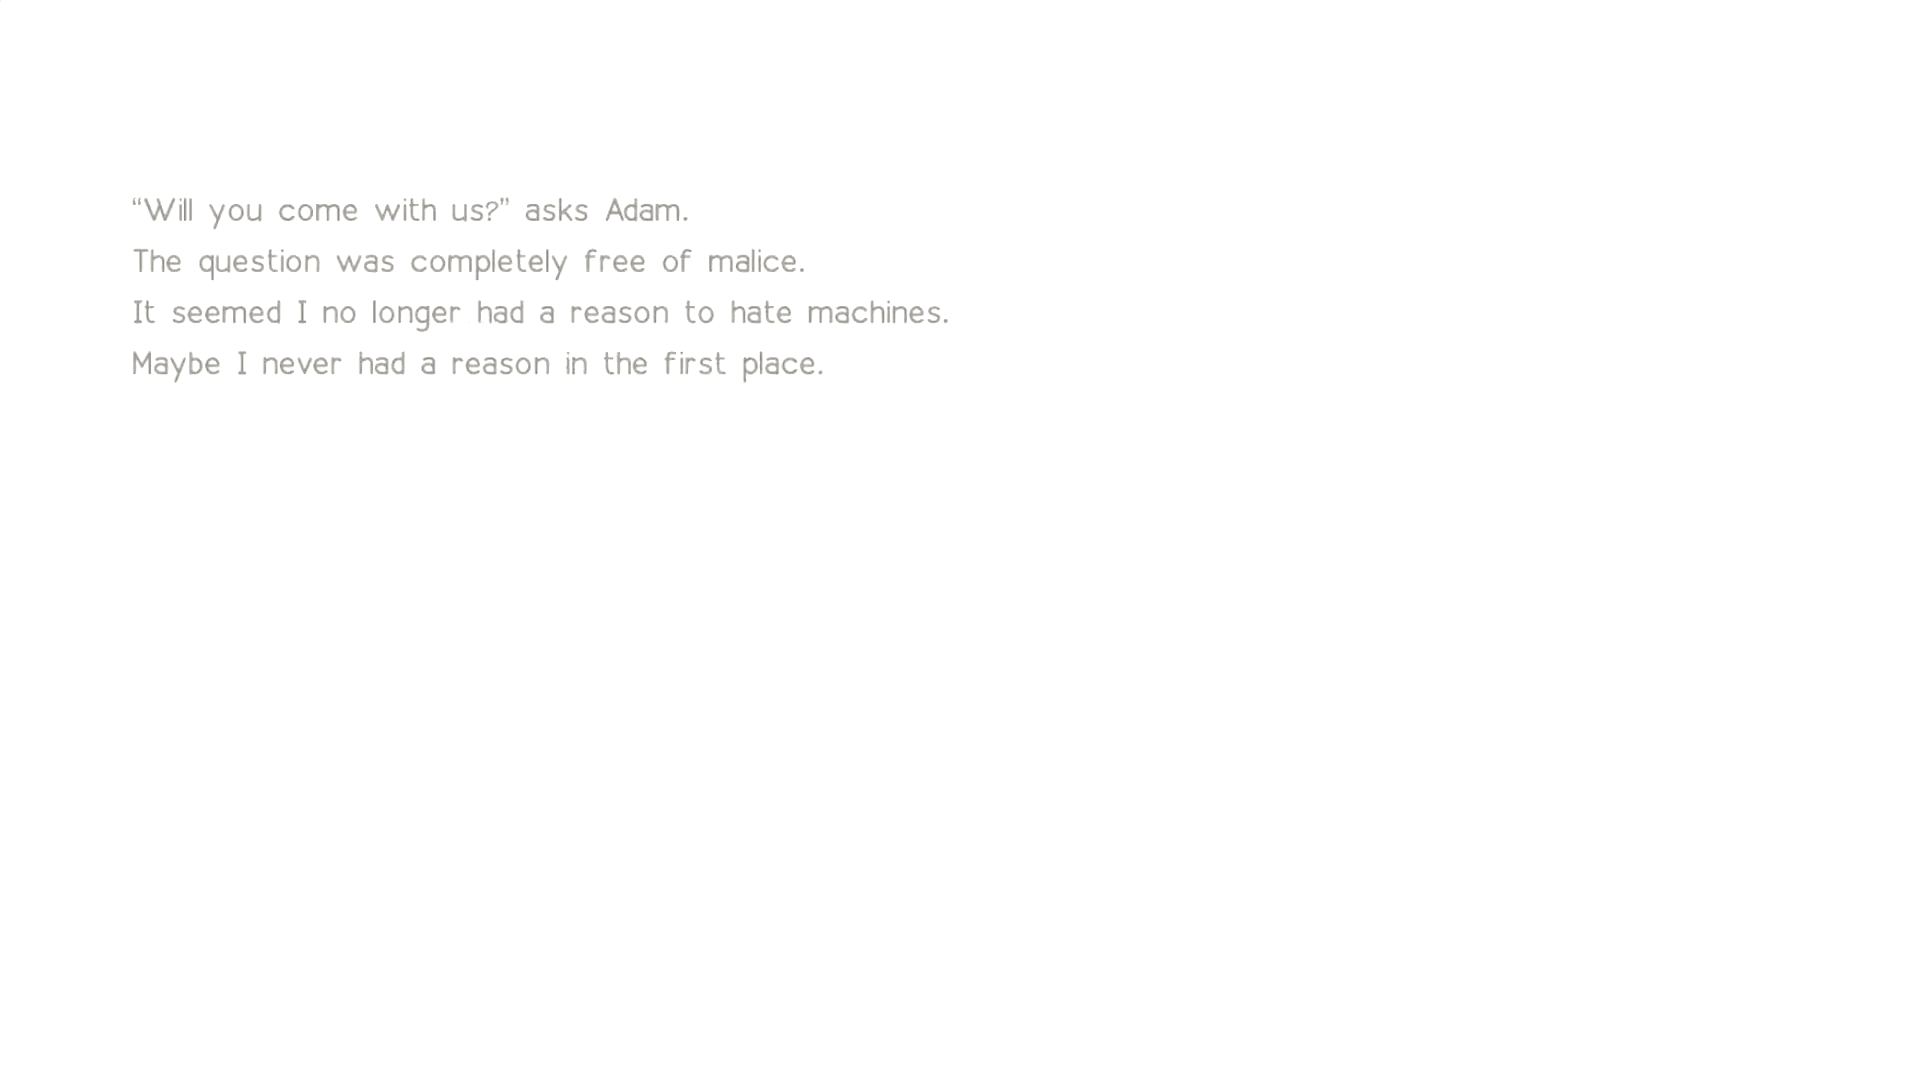 “Will you come with us?” asks Adam.
The question was completely free of malice.
It seemed I no longer had a reason to hate machines.
Maybe I never had a reason in the first place.